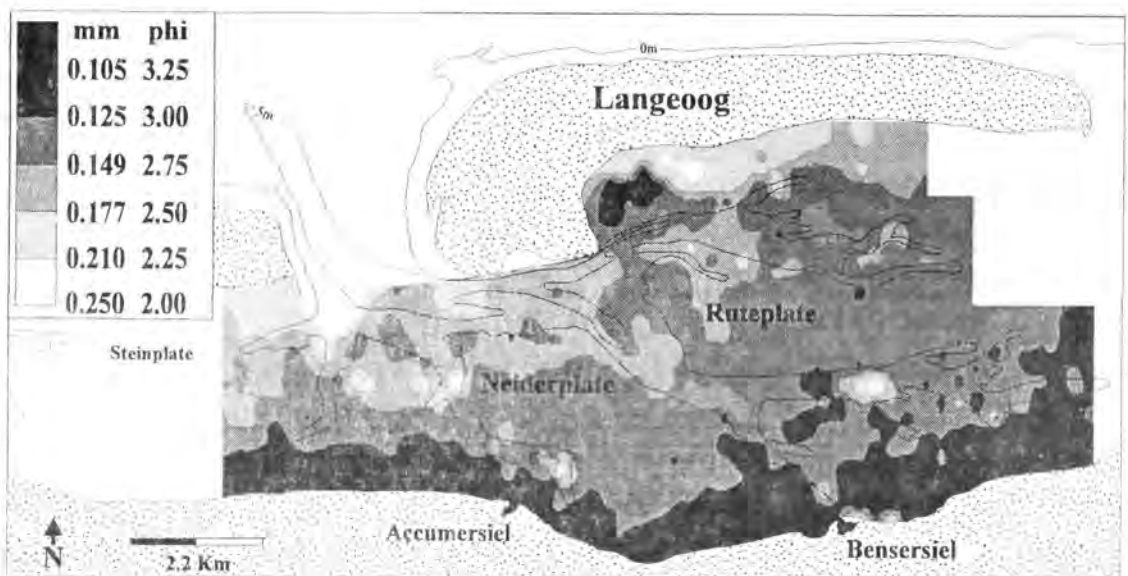 mm phi
0.105 3.25
0.125 3.00
0.149 2.75
0.177 2.50
0.210 2.25
0.250 2.00
0m
Langeoog
Ruteplate
Steinplate
Neiderplate
Accumersiel
Bensersiel
N
2.2 Km